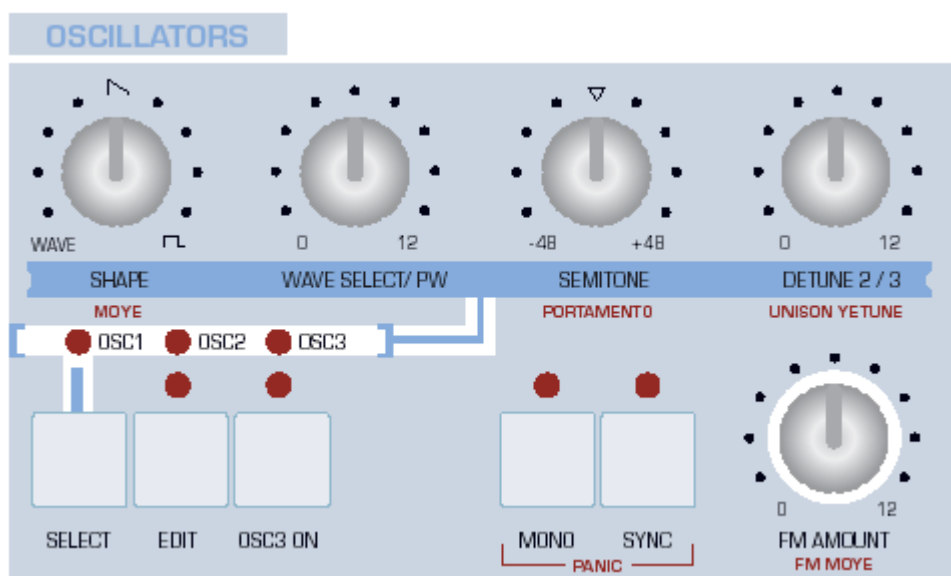 OSCILLATORS
WAVE 0 12 -48 +48 0 12
SHAPE WAVE SELECT/ PW SEMITONE DETUNE 2 / 3
MOYE PORTAMENTO UNISON YETUNE
OSC1 OSC2 OSC3
0 12
SELECT EDIT OSC3 ON MONO SYNC FM AMOUNT
PANIC FM MOYE